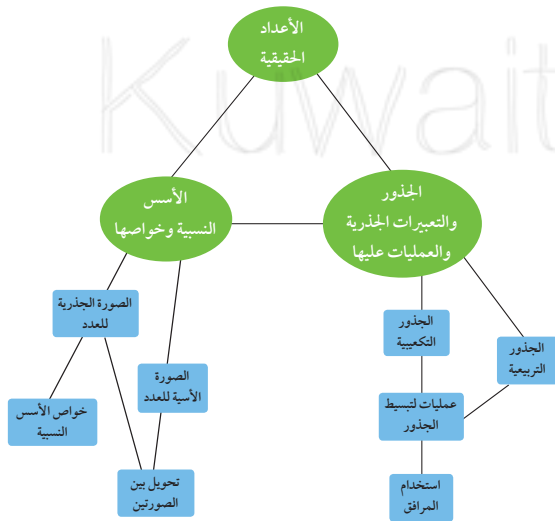 الأعداد
الحقيقية
Kuwait
الجذور
والتعبيرات الجذرية
والعمليات عليها
الأسس
النسبية وخواصها
الصورة الجذرية
للعدد
الجذور
التكعيبية
الجذور
التربيعية
الصورة
الأسية للعدد
عمليات لتبسيط
الجذور
خواص الأسس
النسبية
تحويل بين
الصورتين
استخدام
المرافق